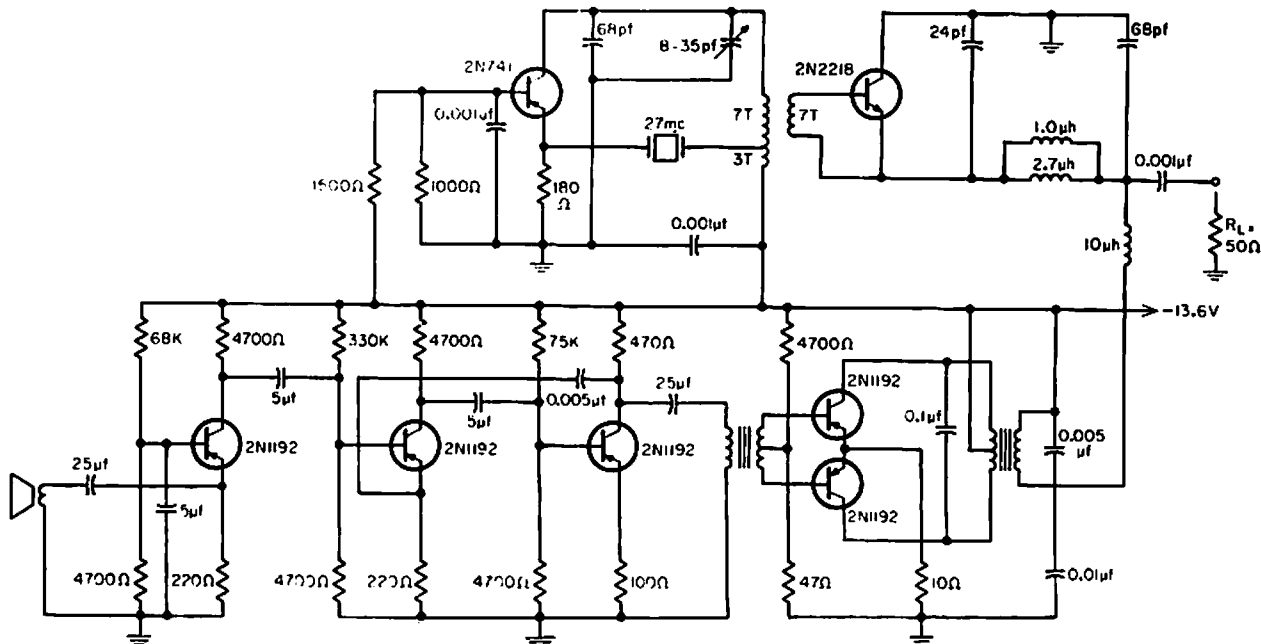 68pf
8-35pf
24pf
68pf
2N741
2N2218
0.001µf
27mc
7T
7T
1.0µh
3T
2.7µh
0.001µf
1500Ω
1000Ω
180
Ω
0.001µf
10µh
RL=
50Ω
-13.6V
68K
4700Ω
330K
4700Ω
75K
470Ω
4700Ω
5µf
5µf
0.005µf
25µf
2N1192
0.1µf
0.005
µf
2N1192
2N1192
2N1192
25µf
5µf
2N1192
4700Ω
220Ω
4700Ω
220Ω
4700Ω
100Ω
47Ω
10Ω
0.01µf